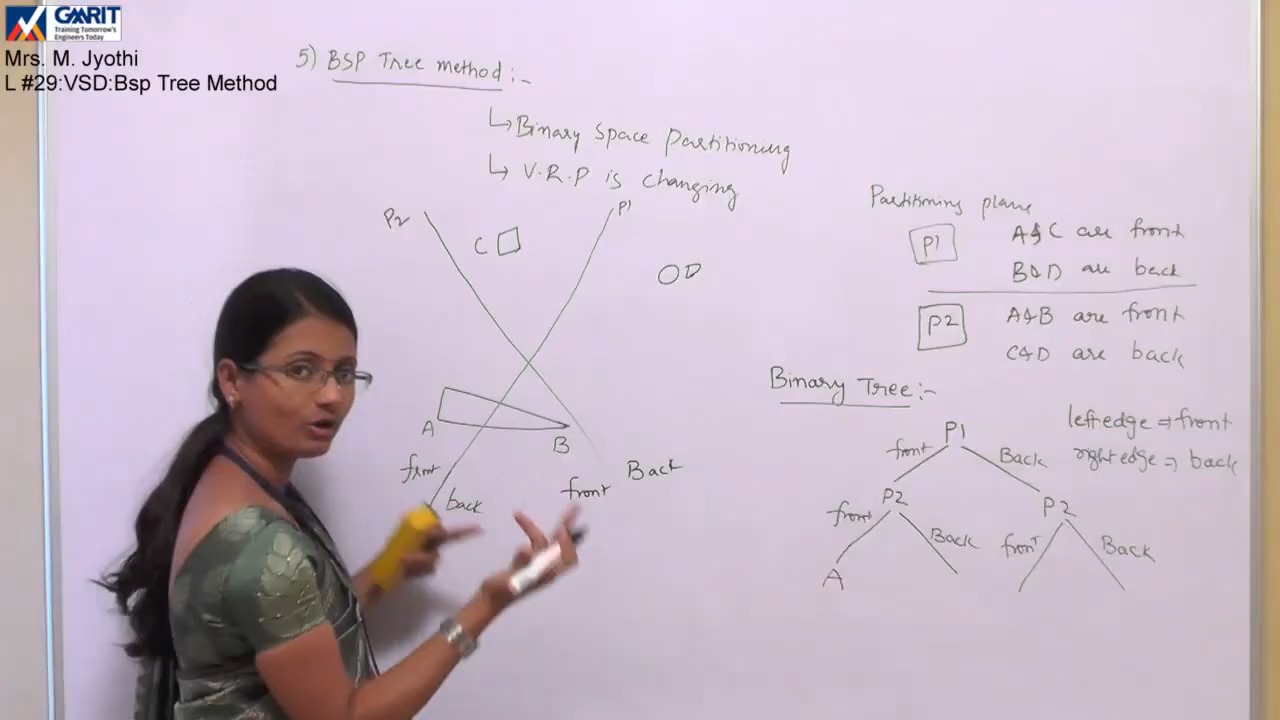 GMRIT
Training Tomorrow's
Engineers Today
Mrs. M. Jyothi
L #29:VSD:Bsp Tree Method
5) BSP Tree method:-
↳ Binary Space Partitioning
↳ V.R.P is changing
P2
P1
C
D
A
B
front
back
front
Back
Partitioning plane
P1 A&C are front
B&D are back
P2 A&B are front
C&D are back
Binary Tree:-
left edge ⇒ front
right edge ⇒ back
P1
front Back
P2 P2
front Back front Back
A